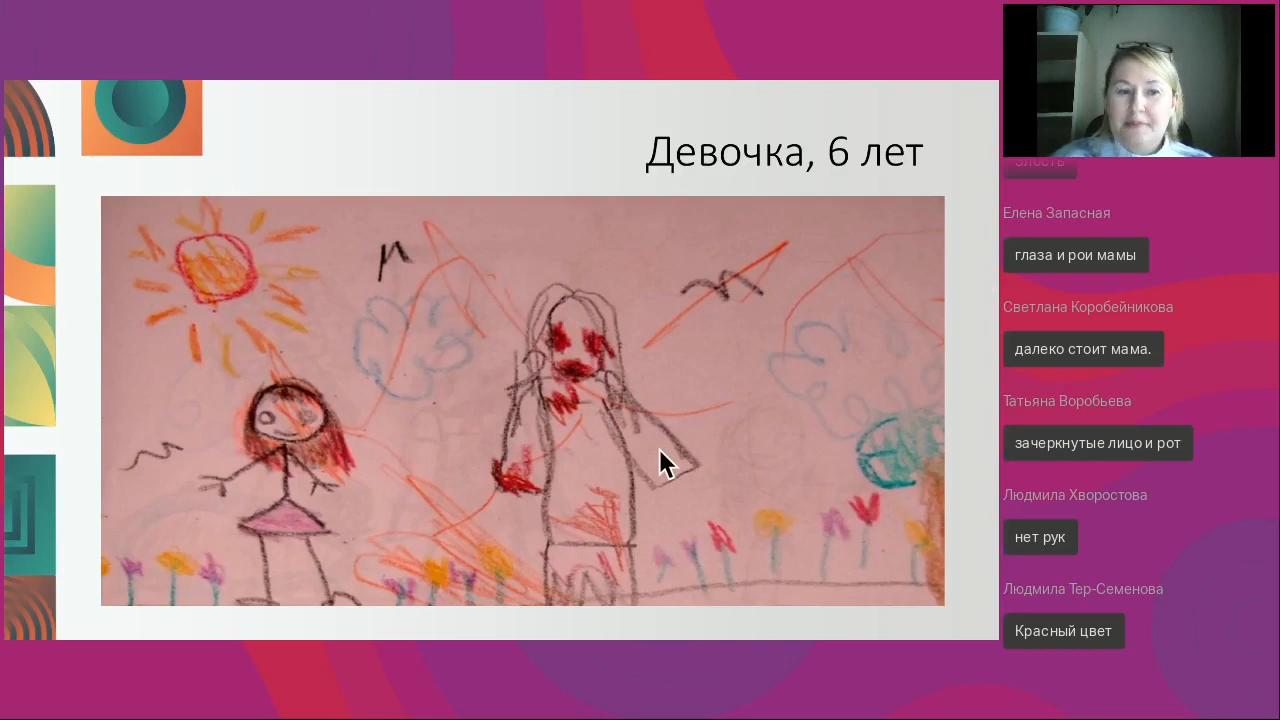 Девочка, 6 лет
злость
Елена Запасная
глаза и рои мамы
Светлана Коробейникова
далеко стоит мама.
Татьяна Воробьева
зачеркнутые лицо и рот
Людмила Хворостова
нет рук
Людмила Тер-Семенова
Красный цвет